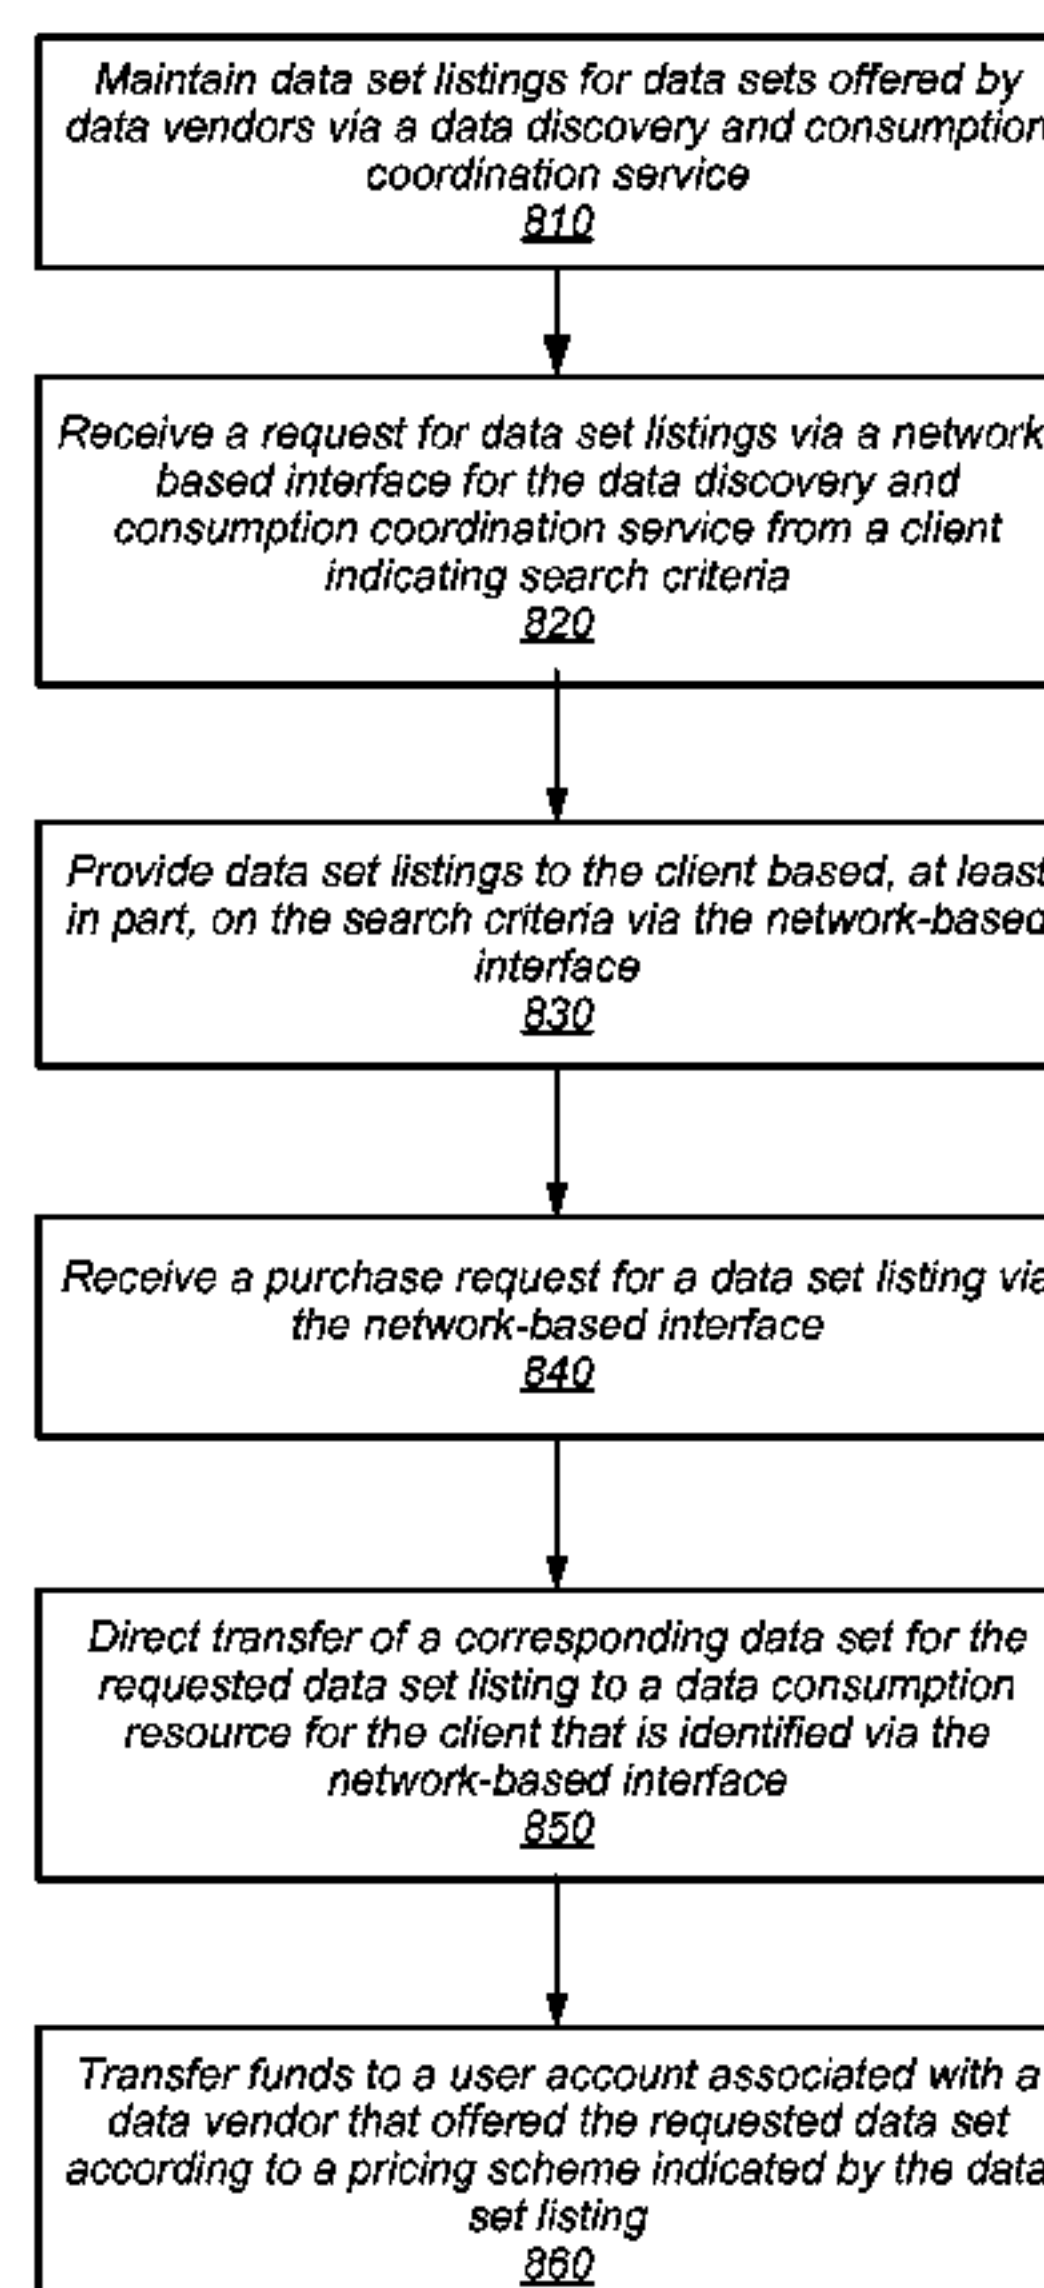 Maintain data set listings for data sets offered by
data vendors via a data discovery and consumption
coordination service
810
Receive a request for data set listings via a network
based interface for the data discovery and
consumption coordination service from a client
indicating search criteria
820
Provide data set listings to the client based, at least
in part, on the search criteria via the network-based
interface
830
Receive a purchase request for a data set listing via
the network-based interface
840
Direct transfer of a corresponding data set for the
requested data set listing to a data consumption
resource for the client that is identified via the
network-based interface
850
Transfer funds to a user account associated with a
data vendor that offered the requested data set
according to a pricing scheme indicated by the data
set listing
860